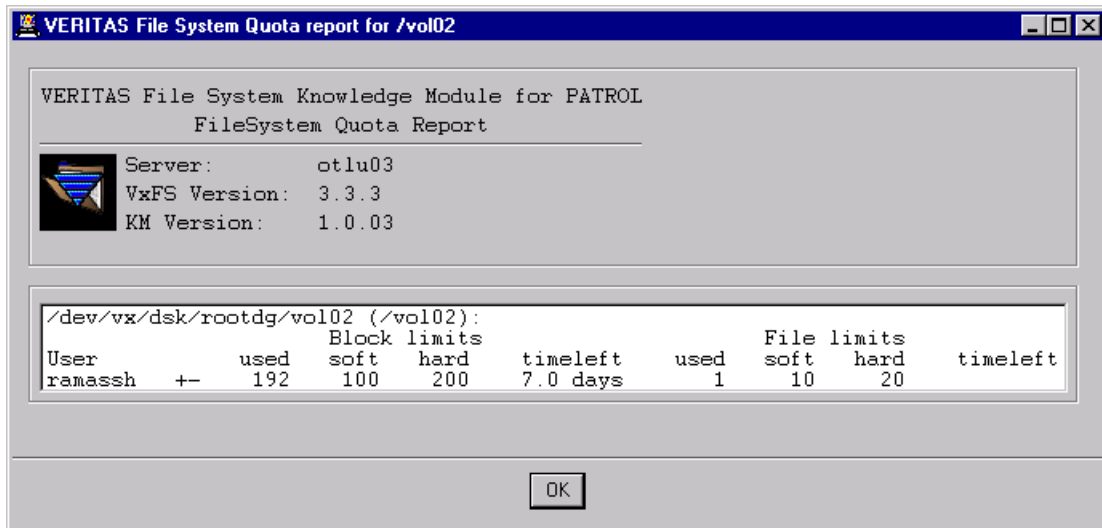 VERITAS File System Quota report for /vol02
VERITAS File System Knowledge Module for PATROL
FileSystem Quota Report
Server: otlu03
VxFS Version: 3.3.3
KM Version: 1.0.03
/dev/vx/dsk/rootdg/vol02 (/vol02):
Block limits File limits
User used soft hard timeleft used soft hard timeleft
ramassh +- 192 100 200 7.0 days 1 10 20
OK